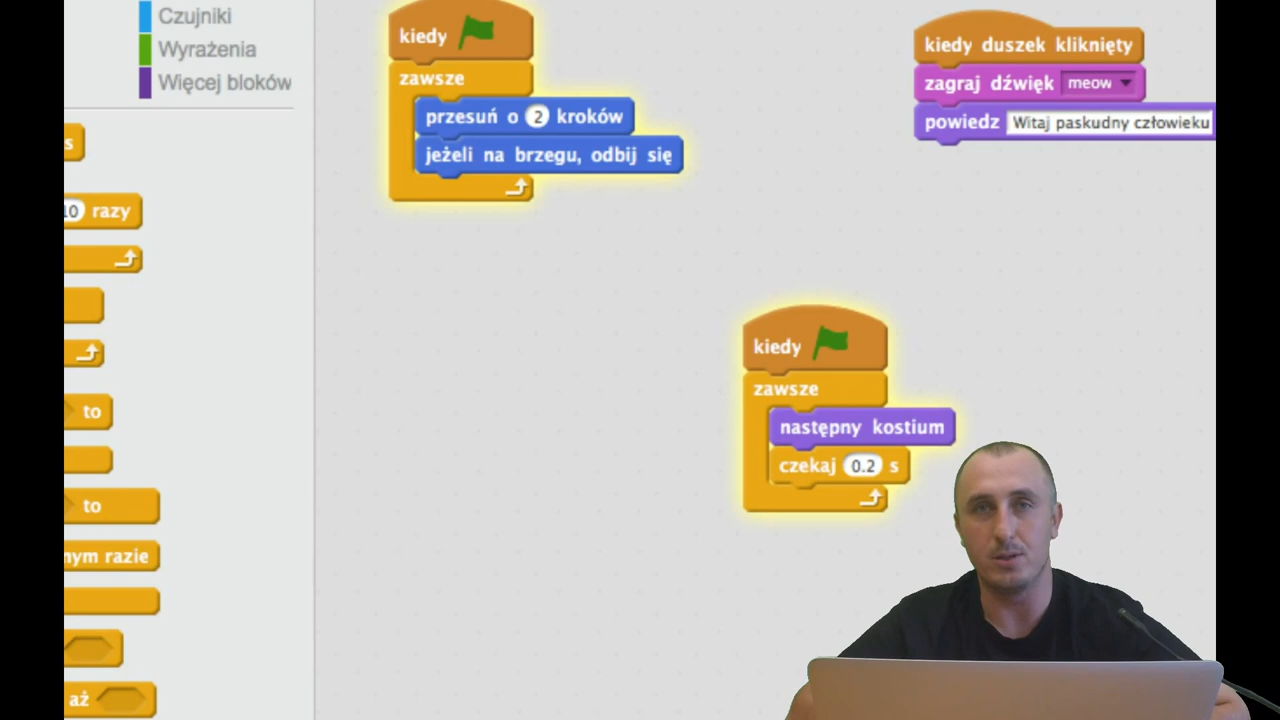 Czujniki
Wyrażenia
Więcej bloków
s
10 razy
to
to
nym razie
aż
kiedy
zawsze
przesuń o 2 kroków
jeżeli na brzegu, odbij się
kiedy duszek kliknięty
zagraj dźwięk meow
powiedz Witaj paskudny człowieku
kiedy
zawsze
następny kostium
czekaj 0.2 s